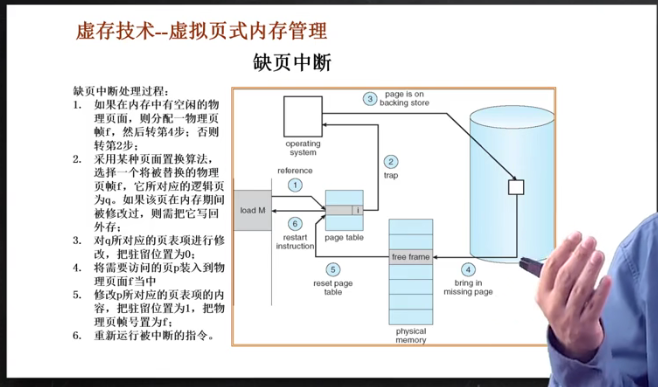 虚存技术--虚拟页式内存管理
缺页中断
缺页中断处理过程：
1. 如果在内存中有空闲的物
理页面，则分配一物理页
帧f，然后转第4步；否则
转第2步；
2. 采用某种页面置换算法，
选择一个将被替换的物理
页帧f，它所对应的逻辑页
为q。如果该页在内存期间
被修改过，则需把它写回
外存；
3. 对q所对应的页表项进行修
改，把驻留位置为0；
4. 将需要访问的页p装入到物
理页面f当中
5. 修改p所对应的页表项的内
容，把驻留位置为1，把物
理页帧号置为f；
6. 重新运行被中断的指令。
3
page is on
backing store
operating
system
2
trap
reference
1
load M
i
6
restart
instruction
page table
free frame
5
reset page
table
4
bring in
missing page
physical
memory